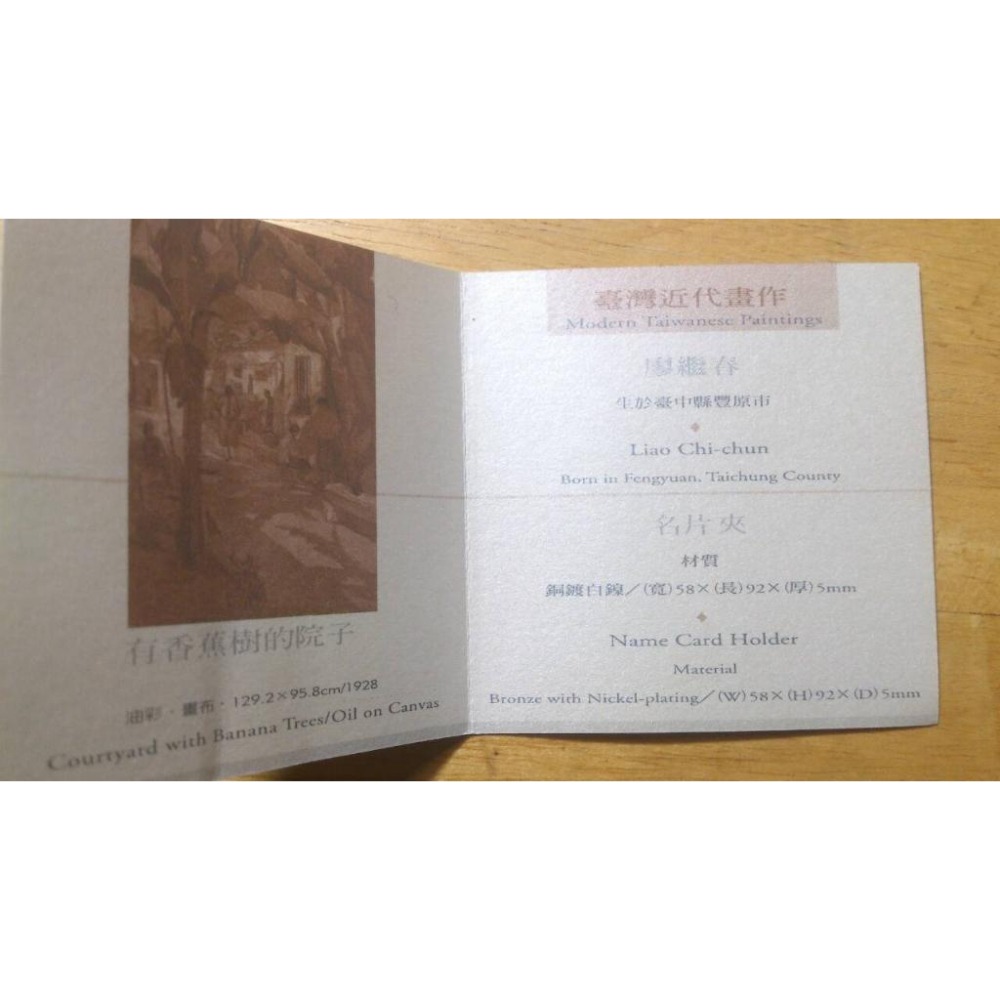 有香蕉樹的院子
油彩・畫布・129.2×95.8cm/1928
Courtyard with Banana Trees/Oil on Canvas
臺灣近代畫作
Modern Taiwanese Paintings
廖繼春
生於臺中縣豐原市
Liao Chi-chun
Born in Fengyuan, Taichung County
名片夾
材質
銅鍍白鎳／(寬)58×(長)92×(厚)5mm
Name Card Holder
Material
Bronze with Nickel-plating／(W)58×(H)92×(D)5mm